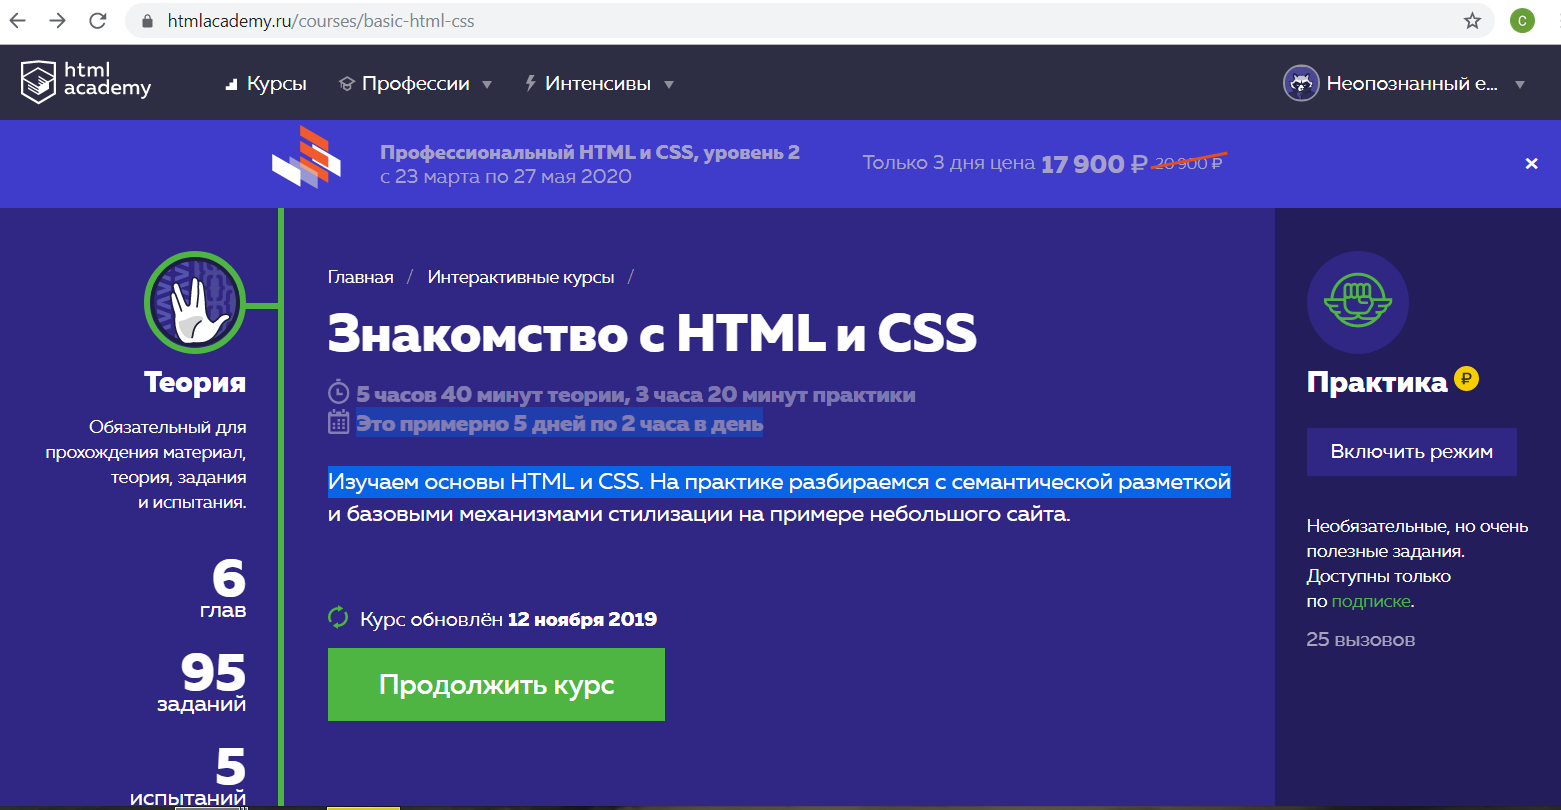 htmlacademy.ru/courses/basic-html-css
C
html
academy
Курсы
Профессии
Интенсивы
Неопознанный е...
Профессиональный HTML и CSS, уровень 2
с 23 марта по 27 мая 2020
Только 3 дня цена 17 900 ₽ 20 900 ₽
Теория
Обязательный для
прохождения материал,
теория, задания
и испытания.
6
глав
95
заданий
5
испытаний
Главная / Интерактивные курсы /
Знакомство с HTML и CSS
5 часов 40 минут теории, 3 часа 20 минут практики
Это примерно 5 дней по 2 часа в день
Изучаем основы HTML и CSS. На практике разбираемся с семантической разметкой
и базовыми механизмами стилизации на примере небольшого сайта.
Курс обновлён 12 ноября 2019
Продолжить курс
Практика ₽
Включить режим
Необязательные, но очень
полезные задания.
Доступны только
по подписке.
25 вызовов